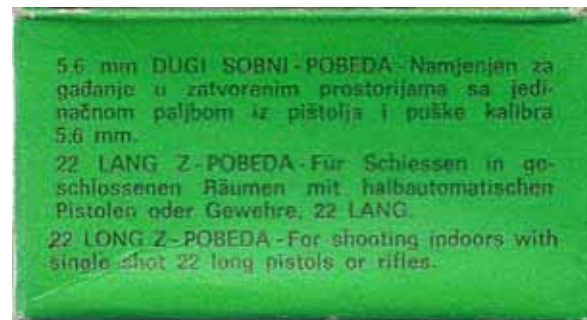 5.6 mm DUGI SOBNI-POBEDA-Namjenjen za
gađanje u zatvorenim prostorijama sa jedi-
načnom paljbom iz pištolja i puške kalibra
5,6 mm.
22 LANG Z-POBEDA-Für Schiessen in ge-
schlossenen Räumen mit halbautomatischen
Pistolen oder Gewehre, 22 LANG.
22 LONG Z-POBEDA-For shooting indoors with
single shot 22 long pistols or rifles.